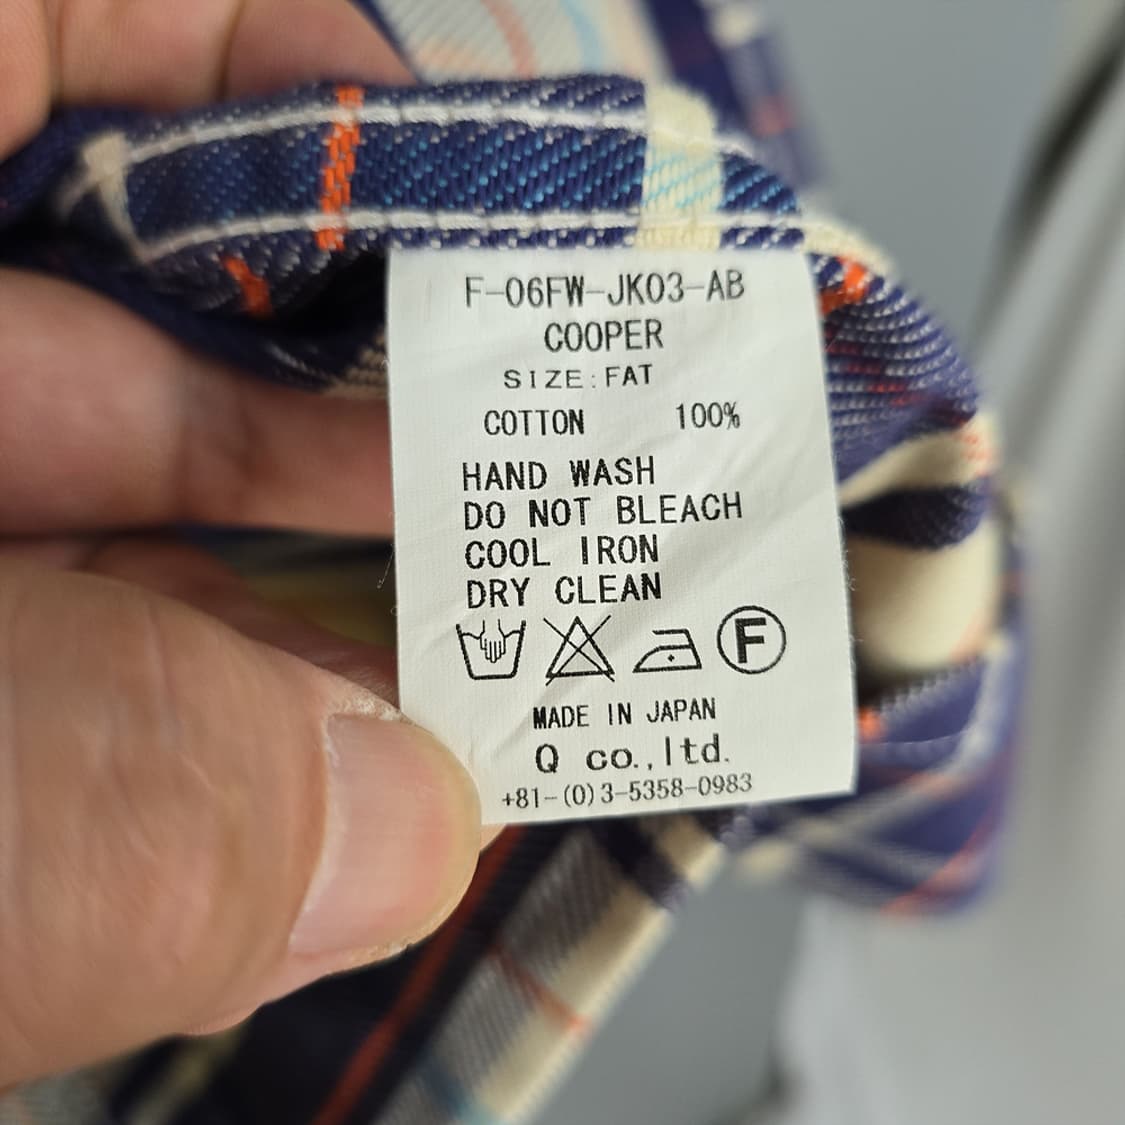 F-06FW-JK03-AB
COOPER
SIZE:FAT
COTTON 100%
HAND WASH
DO NOT BLEACH
COOL IRON
DRY CLEAN
F
MADE IN JAPAN
Q co.,ltd.
+81-(0)3-5358-0983